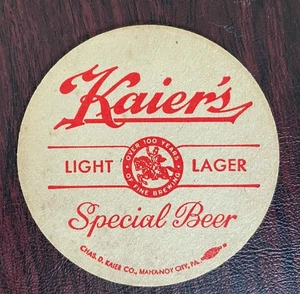 Kaier's
LIGHT LAGER
OVER 100 YEARS
OF FINE BREWING
Special Beer
CHAS. D. KAIER CO., MAHANOY CITY, PA.